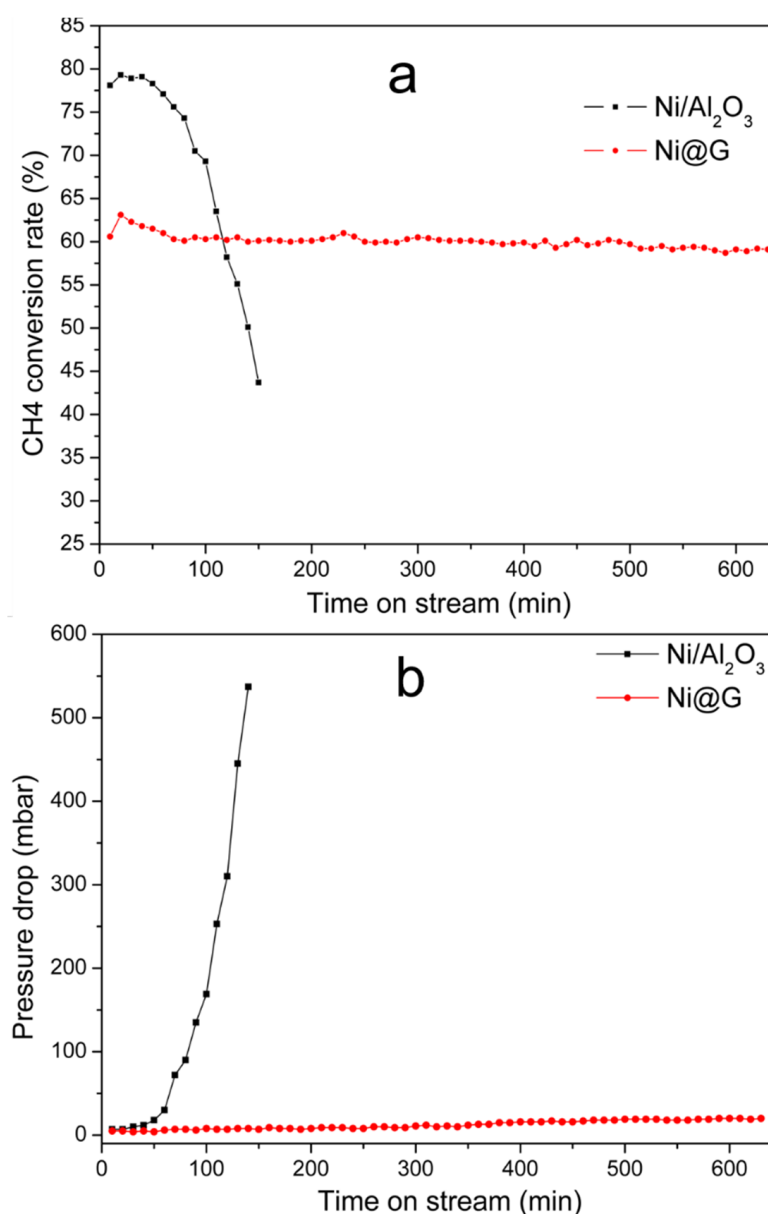 a
85
80
75
70
65
60
55
50
45
40
35
30
25
CH4 conversion rate (%)
Ni/Al₂O₃
Ni@G
0 100 200 300 400 500 600
Time on stream (min)
b
600
500
400
300
200
100
0
Pressure drop (mbar)
Ni/Al₂O₃
Ni@G
0 100 200 300 400 500 600
Time on stream (min)